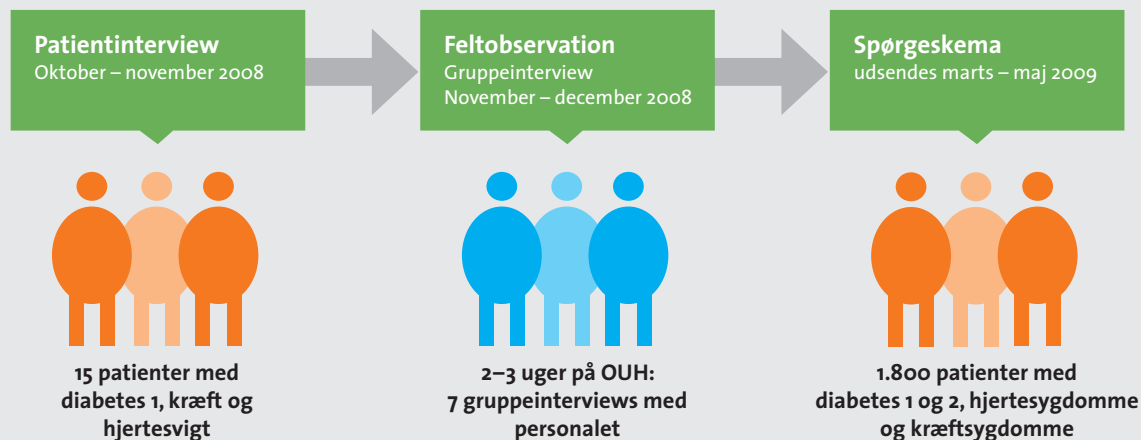 Patientinterview
Oktober – november 2008
Feltobservation
Gruppeinterview
November – december 2008
Spørgeskema
udsendes marts – maj 2009
15 patienter med
diabetes 1, kræft og
hjertesvigt
2–3 uger på OUH:
7 gruppeinterviews med
personalet
1.800 patienter med
diabetes 1 og 2, hjertesygdomme
og kræftsygdomme